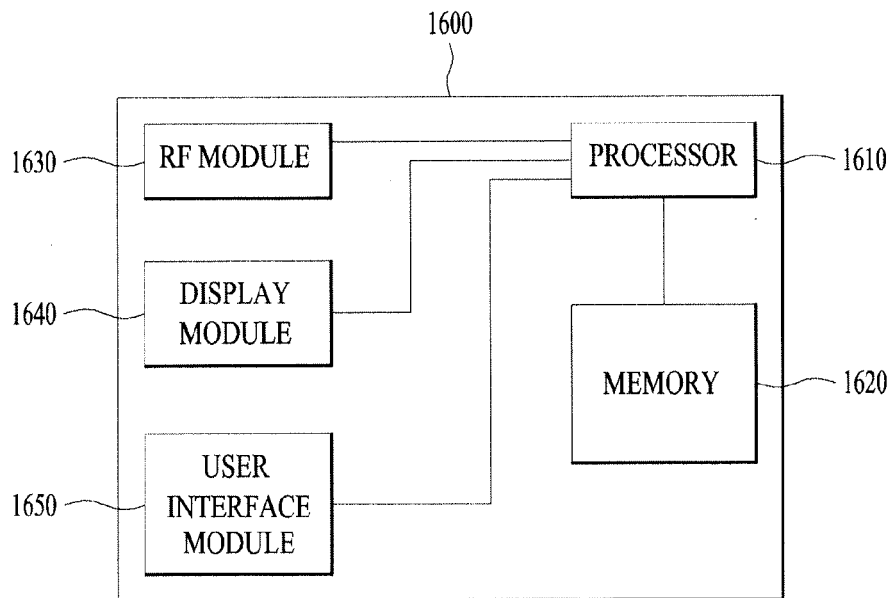 1600
1630
RF MODULE
PROCESSOR
1610
1640
DISPLAY
MODULE
MEMORY
1620
1650
USER
INTERFACE
MODULE